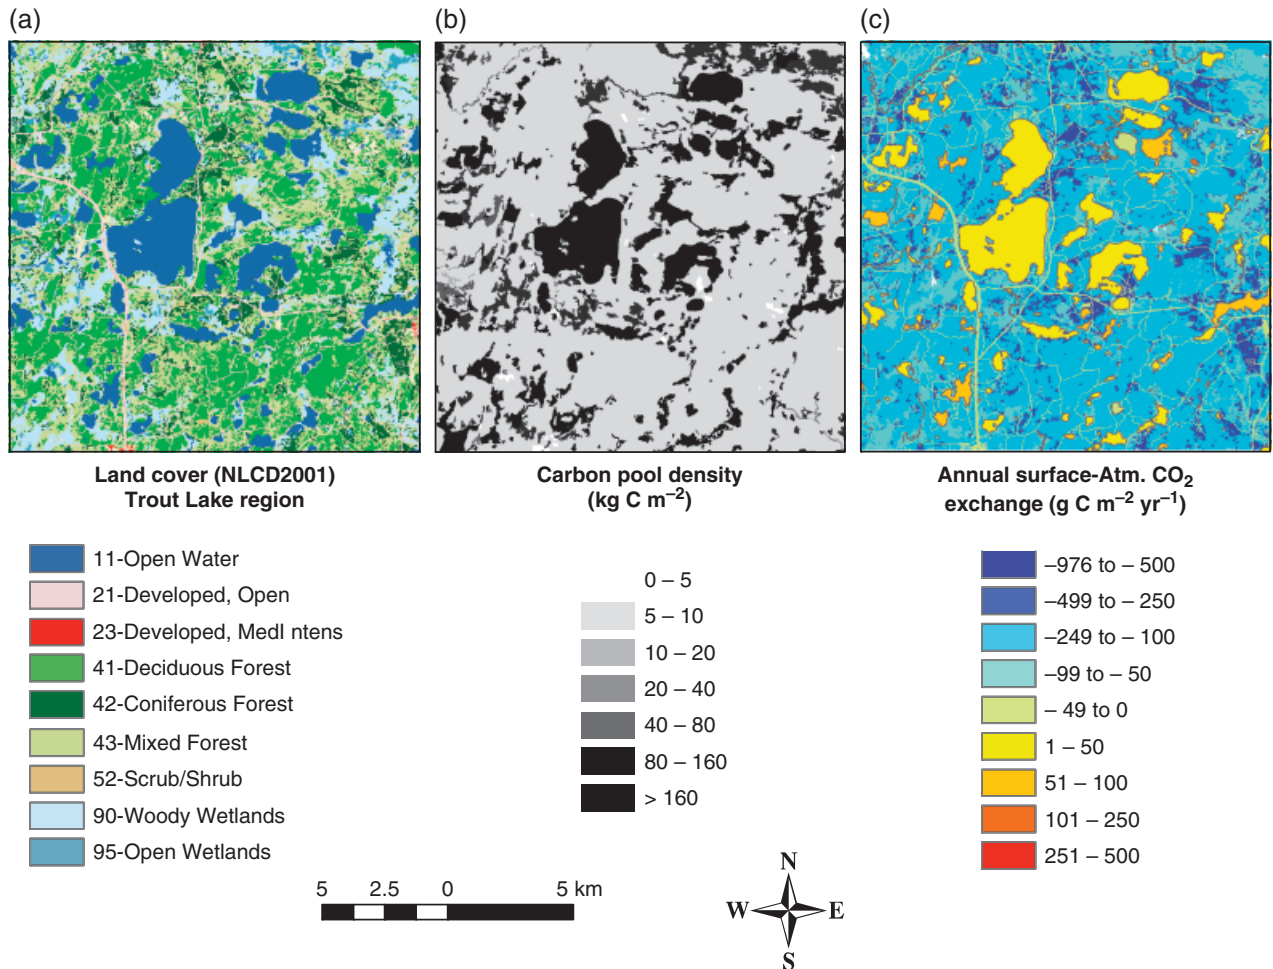 (a)
(b)
(c)
Land cover (NLCD2001)
Trout Lake region
Carbon pool density
(kg C m⁻²)
Annual surface-Atm. CO₂
exchange (g C m⁻² yr⁻¹)
11-Open Water
21-Developed, Open
23-Developed, MedI ntens
41-Deciduous Forest
42-Coniferous Forest
43-Mixed Forest
52-Scrub/Shrub
90-Woody Wetlands
95-Open Wetlands
0 – 5
5 – 10
10 – 20
20 – 40
40 – 80
80 – 160
> 160
–976 to – 500
–499 to – 250
–249 to – 100
–99 to – 50
– 49 to 0
1 – 50
51 – 100
101 – 250
251 – 500
5 2.5 0 5 km
N
W E
S